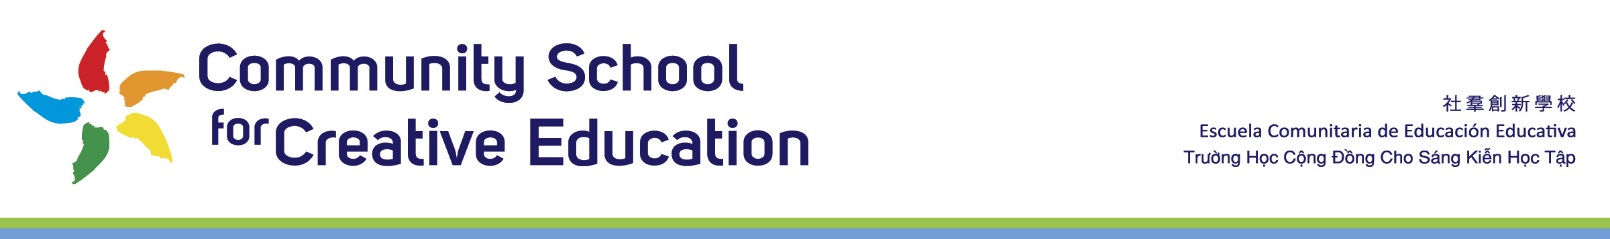 Community School
for Creative Education
社羣創新學校
Escuela Comunitaria de Educación Educativa
Trường Học Cộng Đồng Cho Sáng Kiễn Học Tập